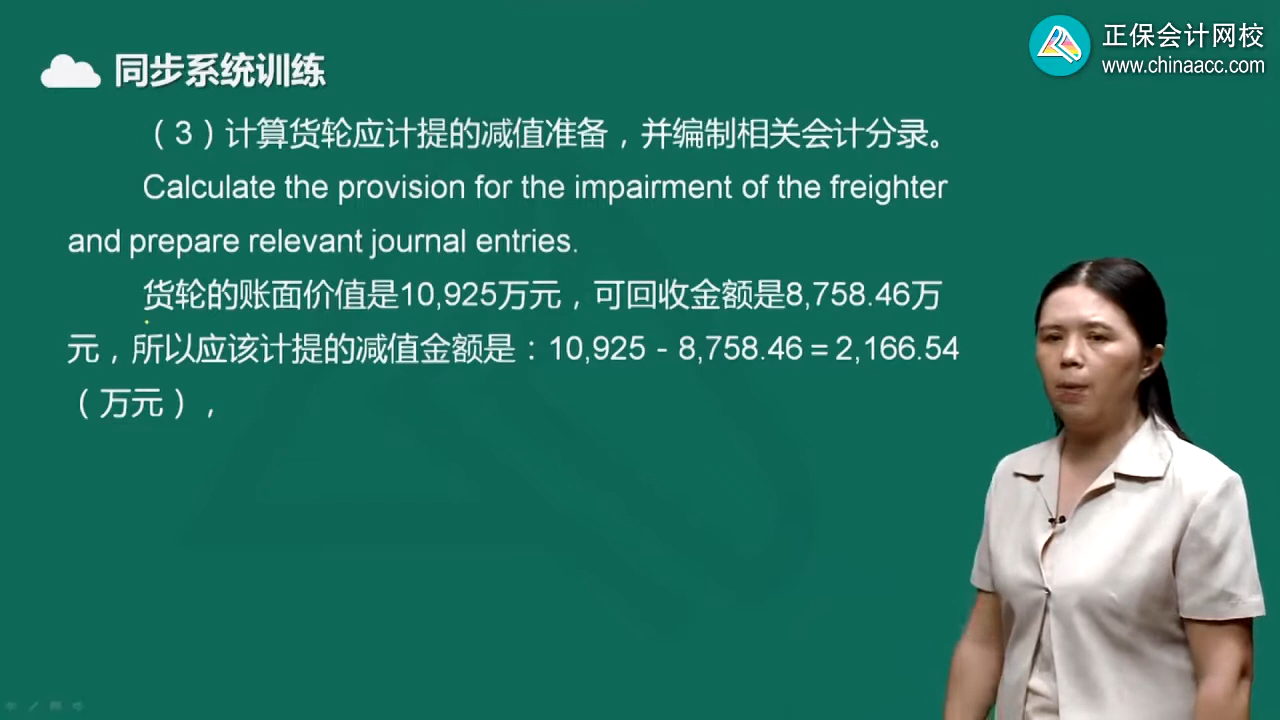 正保会计网校
www.chinaacc.com
同步系统训练
（3）计算货轮应计提的减值准备，并编制相关会计分录。
Calculate the provision for the impairment of the freighter
and prepare relevant journal entries.
货轮的账面价值是10,925万元，可回收金额是8,758.46万
元，所以应该计提的减值金额是：10,925－8,758.46＝2,166.54
（万元），